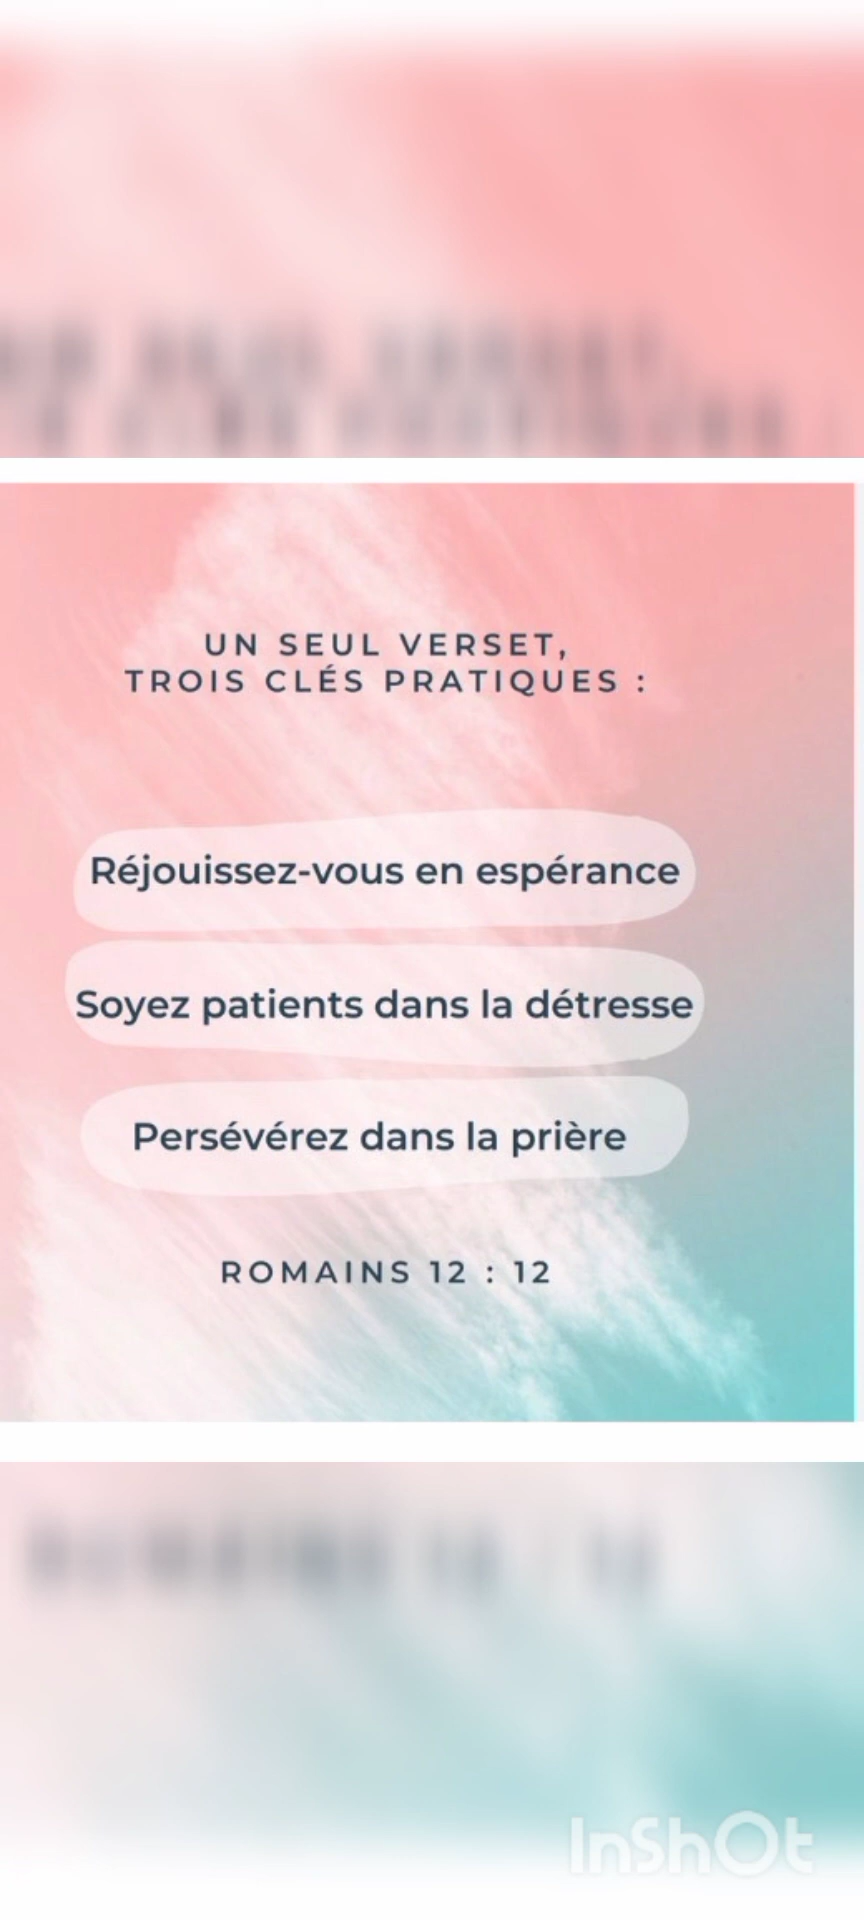 UN SEUL VERSET,
TROIS CLÉS PRATIQUES :
Réjouissez-vous en espérance
Soyez patients dans la détresse
Persévérez dans la prière
ROMAINS 12 : 12
InShOt